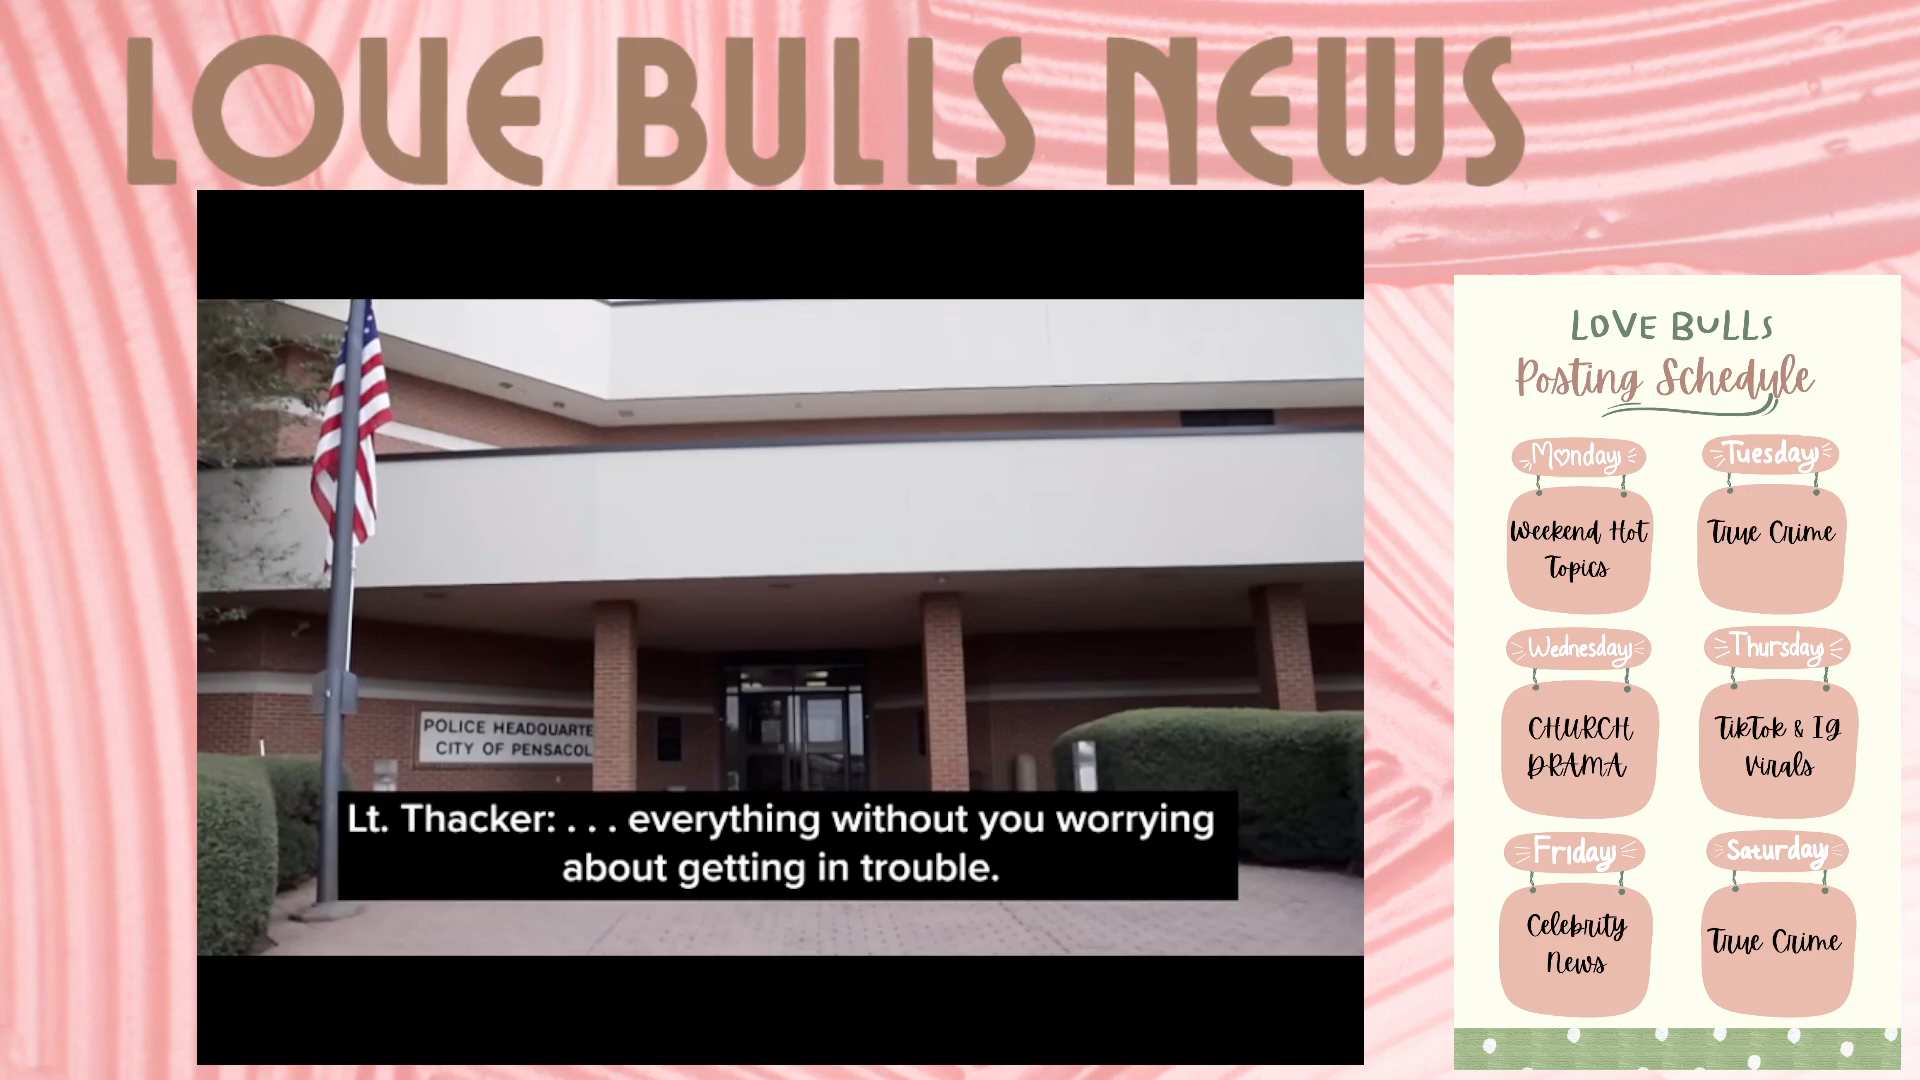 LOVE BULLS NEWS
POLICE HEADQUARTE
CITY OF PENSACOL
Lt. Thacker: . . . everything without you worrying
about getting in trouble.
LOVE BULLS
Posting Schedule
Monday
Weekend Hot
Topics
Tuesday
True Crime
Wednesday
CHURCH
DRAMA
Thursday
TikTok & Ig
Virals
Friday
Celebrity
News
Saturday
True Crime